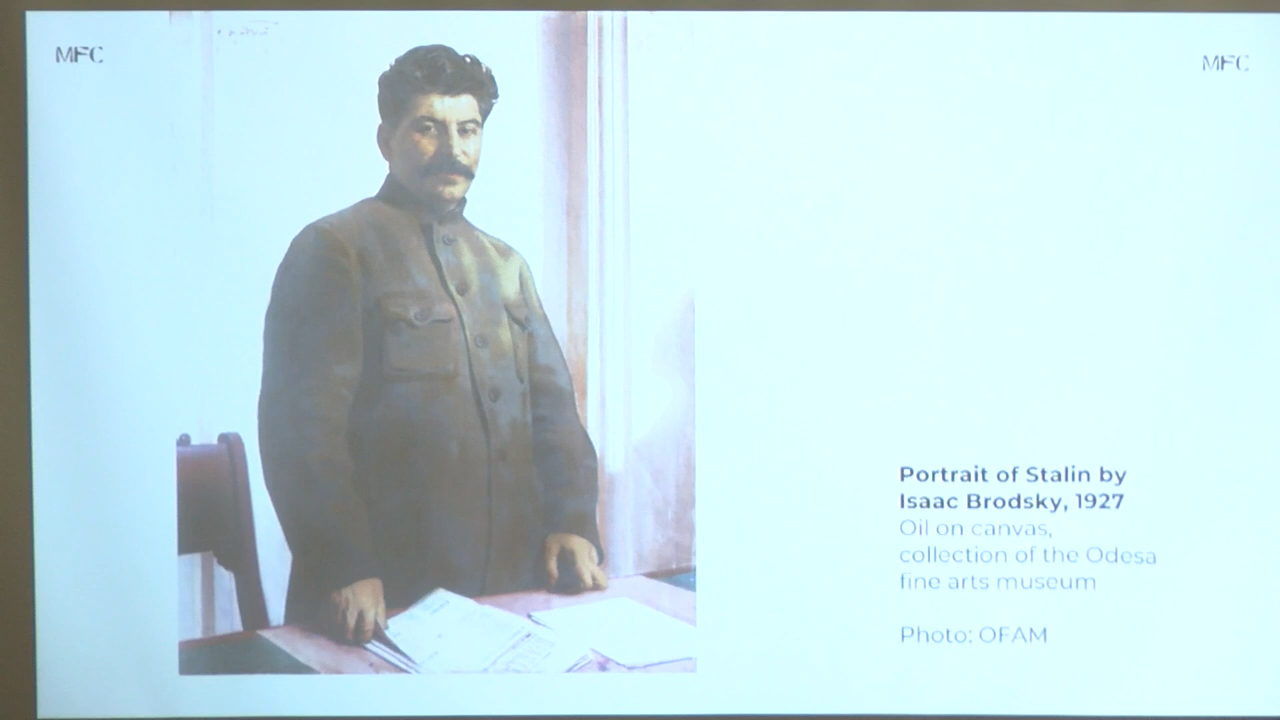 MFC
MFC
Portrait of Stalin by
Isaac Brodsky, 1927
Oil on canvas,
collection of the Odesa
fine arts museum
Photo: OFAM